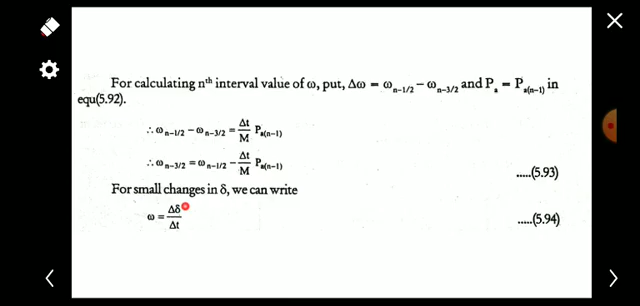 For calculating nᵗʰ interval value of ω, put, Δω = ωₙ₋₁/₂ − ωₙ₋₃/₂ and Pₐ = Pₐ₍ₙ₋₁₎ in
equ(5.92).
∴ ωₙ₋₁/₂ − ωₙ₋₃/₂ = Δt/M Pₐ₍ₙ₋₁₎
∴ ωₙ₋₃/₂ = ωₙ₋₁/₂ − Δt/M Pₐ₍ₙ₋₁₎ .....(5.93)
For small changes in δ, we can write
ω = Δδ/Δt .....(5.94)